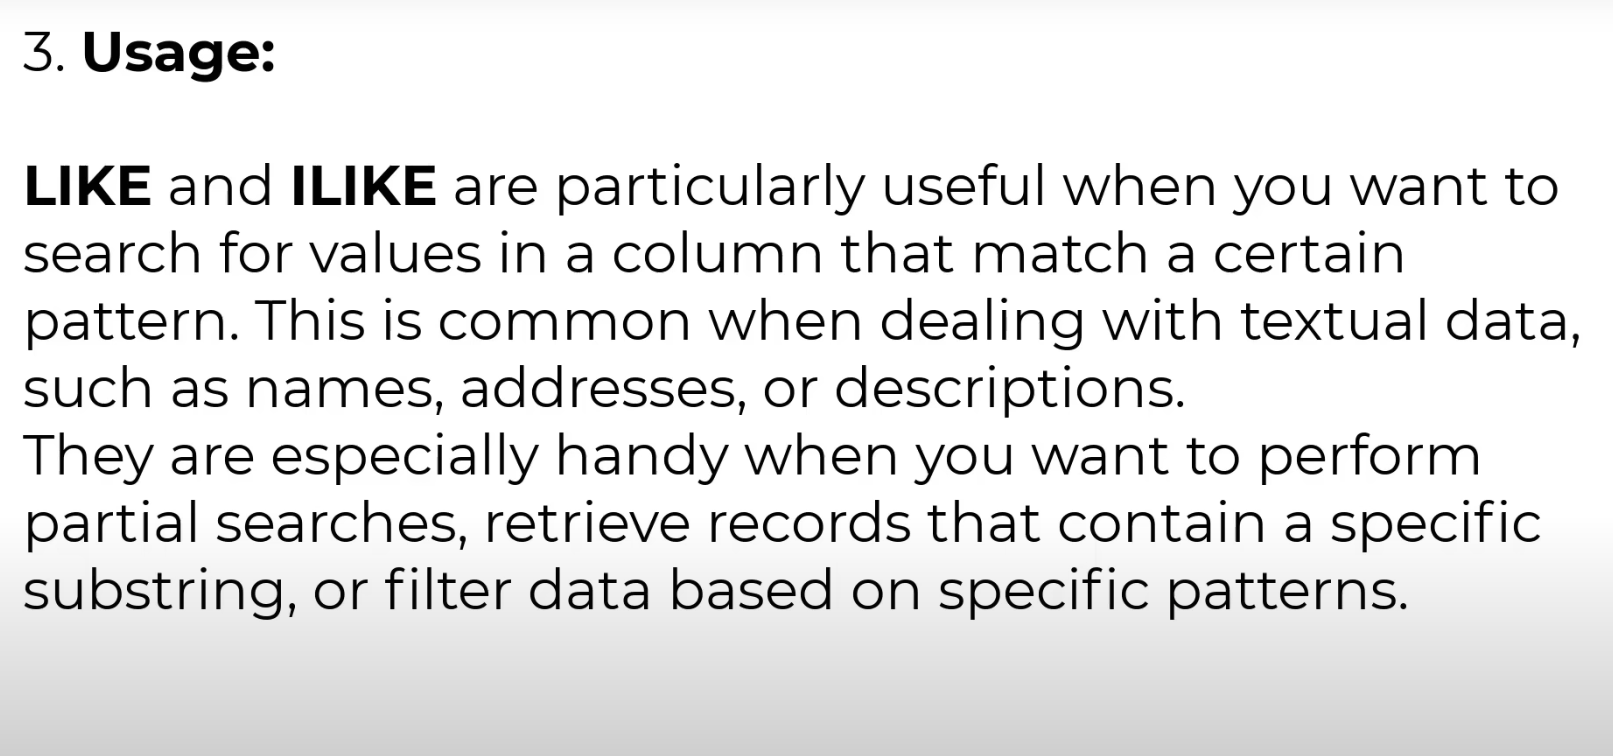 3. Usage:
LIKE and ILIKE are particularly useful when you want to
search for values in a column that match a certain
pattern. This is common when dealing with textual data,
such as names, addresses, or descriptions.
They are especially handy when you want to perform
partial searches, retrieve records that contain a specific
substring, or filter data based on specific patterns.